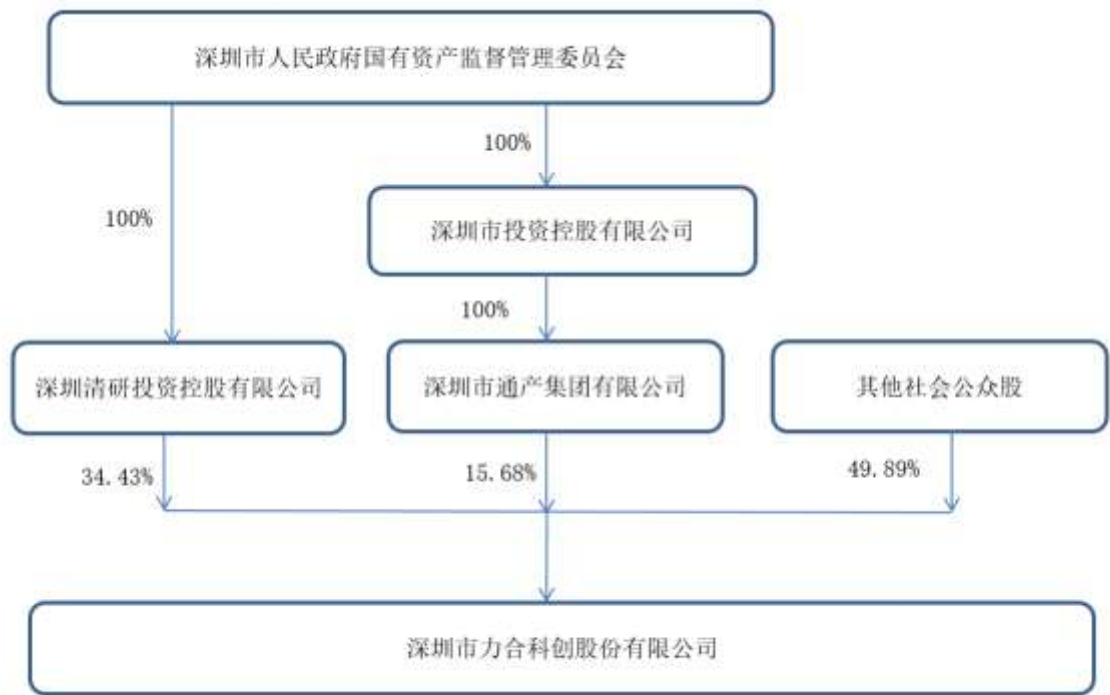 深圳市人民政府国有资产监督管理委员会
100%
深圳市投资控股有限公司
100%
100%
深圳清研投资控股有限公司
深圳市通产集团有限公司
其他社会公众股
34.43%
15.68%
49.89%
深圳市力合科创股份有限公司